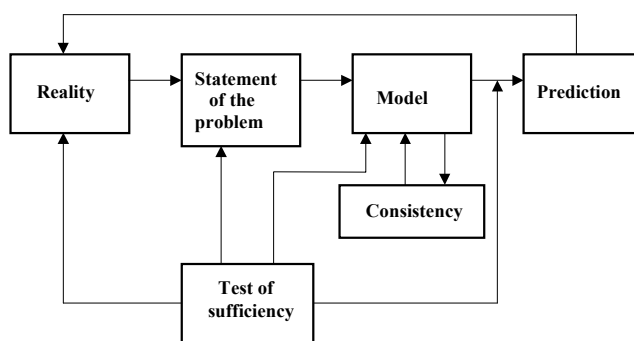 Reality
Statement
of the
problem
Model
Prediction
Consistency
Test of
sufficiency